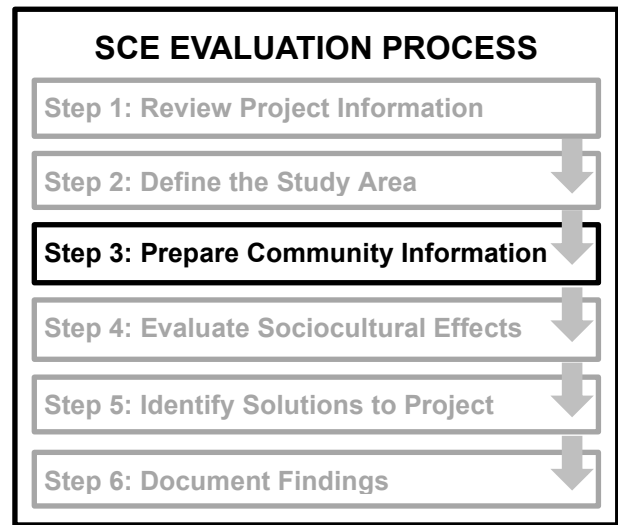 SCE EVALUATION PROCESS
Step 1: Review Project Information
Step 2: Define the Study Area
Step 3: Prepare Community Information
Step 4: Evaluate Sociocultural Effects
Step 5: Identify Solutions to Project
Step 6: Document Findings